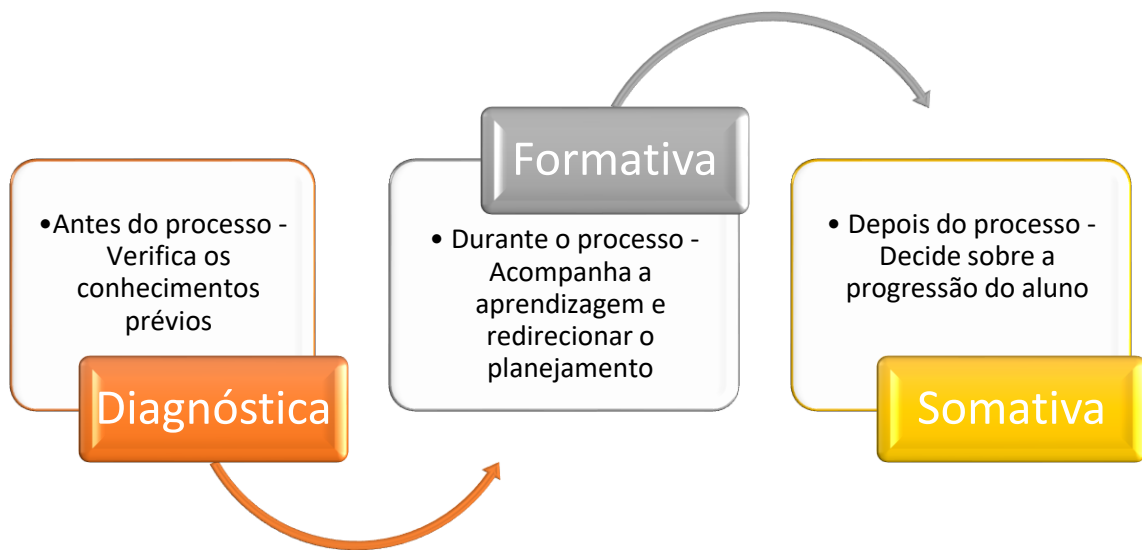 •Antes do processo -
Verifica os
conhecimentos
prévios
Diagnóstica
Formativa
• Durante o processo -
Acompanha a
aprendizagem e
redirecionar o
planejamento
• Depois do processo -
Decide sobre a
progressão do aluno
Somativa